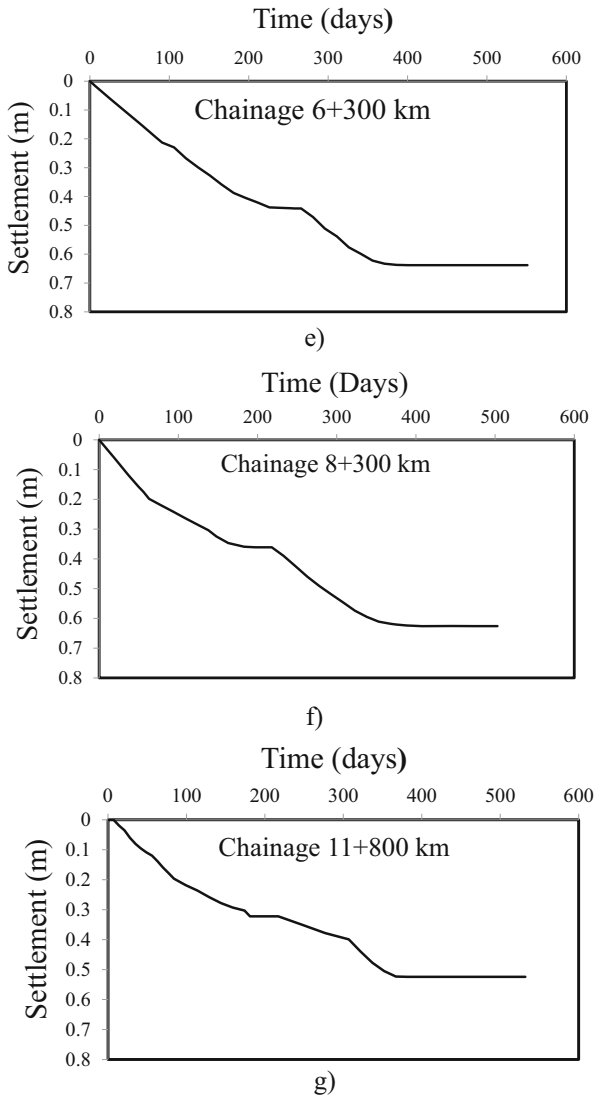 Time (days)
0 100 200 300 400 500 600
0
0.1
0.2
0.3
0.4
0.5
0.6
0.7
0.8
Settlement (m)
Chainage 6+300 km
e)
Time (Days)
0 100 200 300 400 500 600
0
0.1
0.2
0.3
0.4
0.5
0.6
0.7
0.8
Settlement (m)
Chainage 8+300 km
f)
Time (days)
0 100 200 300 400 500 600
0
0.1
0.2
0.3
0.4
0.5
0.6
0.7
0.8
Settlement (m)
Chainage 11+800 km
g)